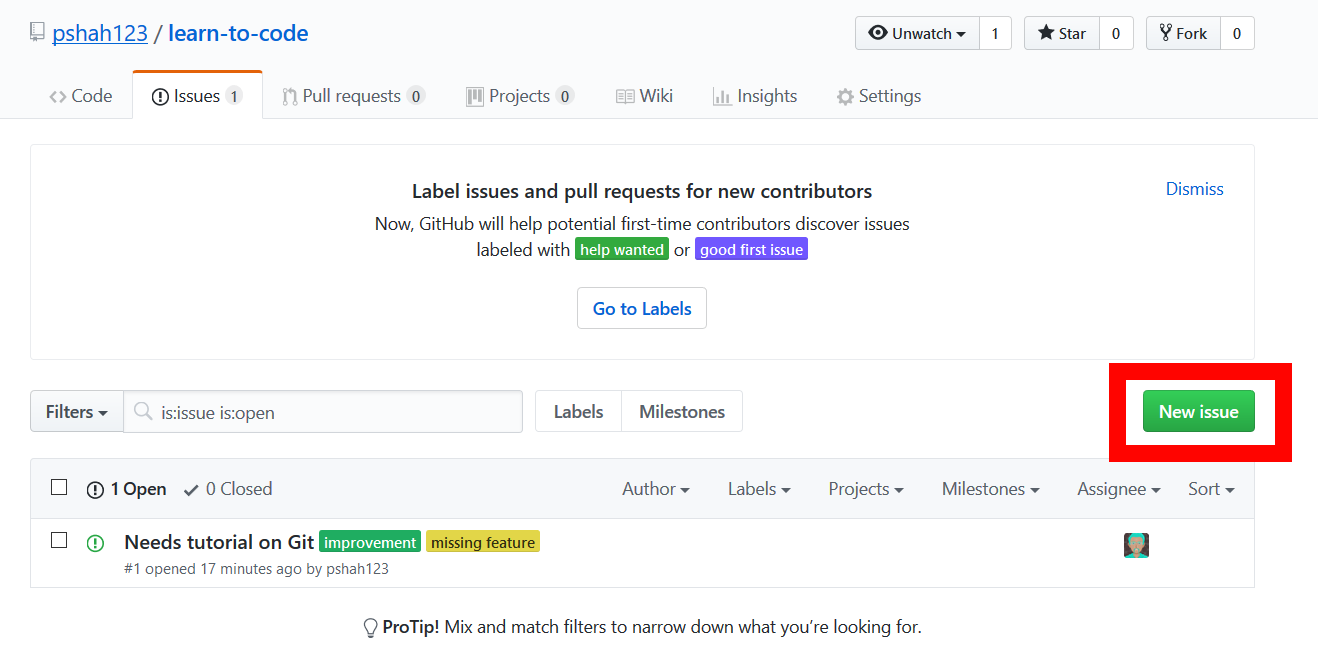 pshah123 / learn-to-code
Unwatch 1 Star 0 Fork 0
Code Issues 1 Pull requests 0 Projects 0 Wiki Insights Settings
Label issues and pull requests for new contributors
Dismiss
Now, GitHub will help potential first-time contributors discover issues
labeled with help wanted or good first issue
Go to Labels
Filters is:issue is:open Labels Milestones New issue
1 Open 0 Closed Author Labels Projects Milestones Assignee Sort
Needs tutorial on Git improvement missing feature
#1 opened 17 minutes ago by pshah123
ProTip! Mix and match filters to narrow down what you’re looking for.